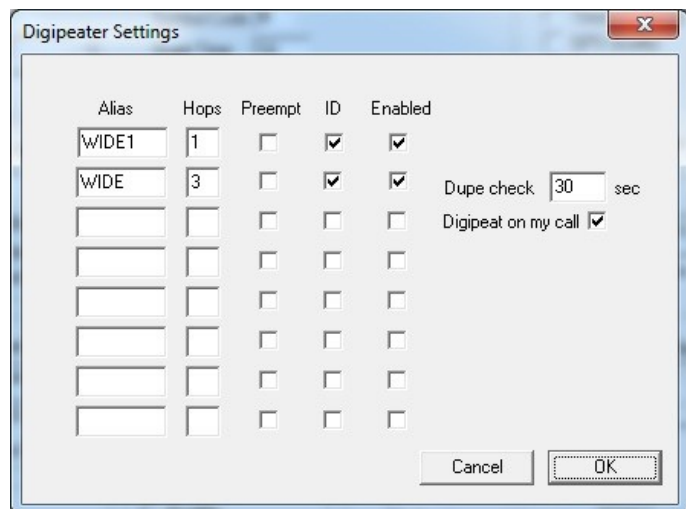 Digipeater Settings
Alias Hops Preempt ID Enabled
WIDE1 1
WIDE 3
Dupe check 30 sec
Digipeat on my call
Cancel OK